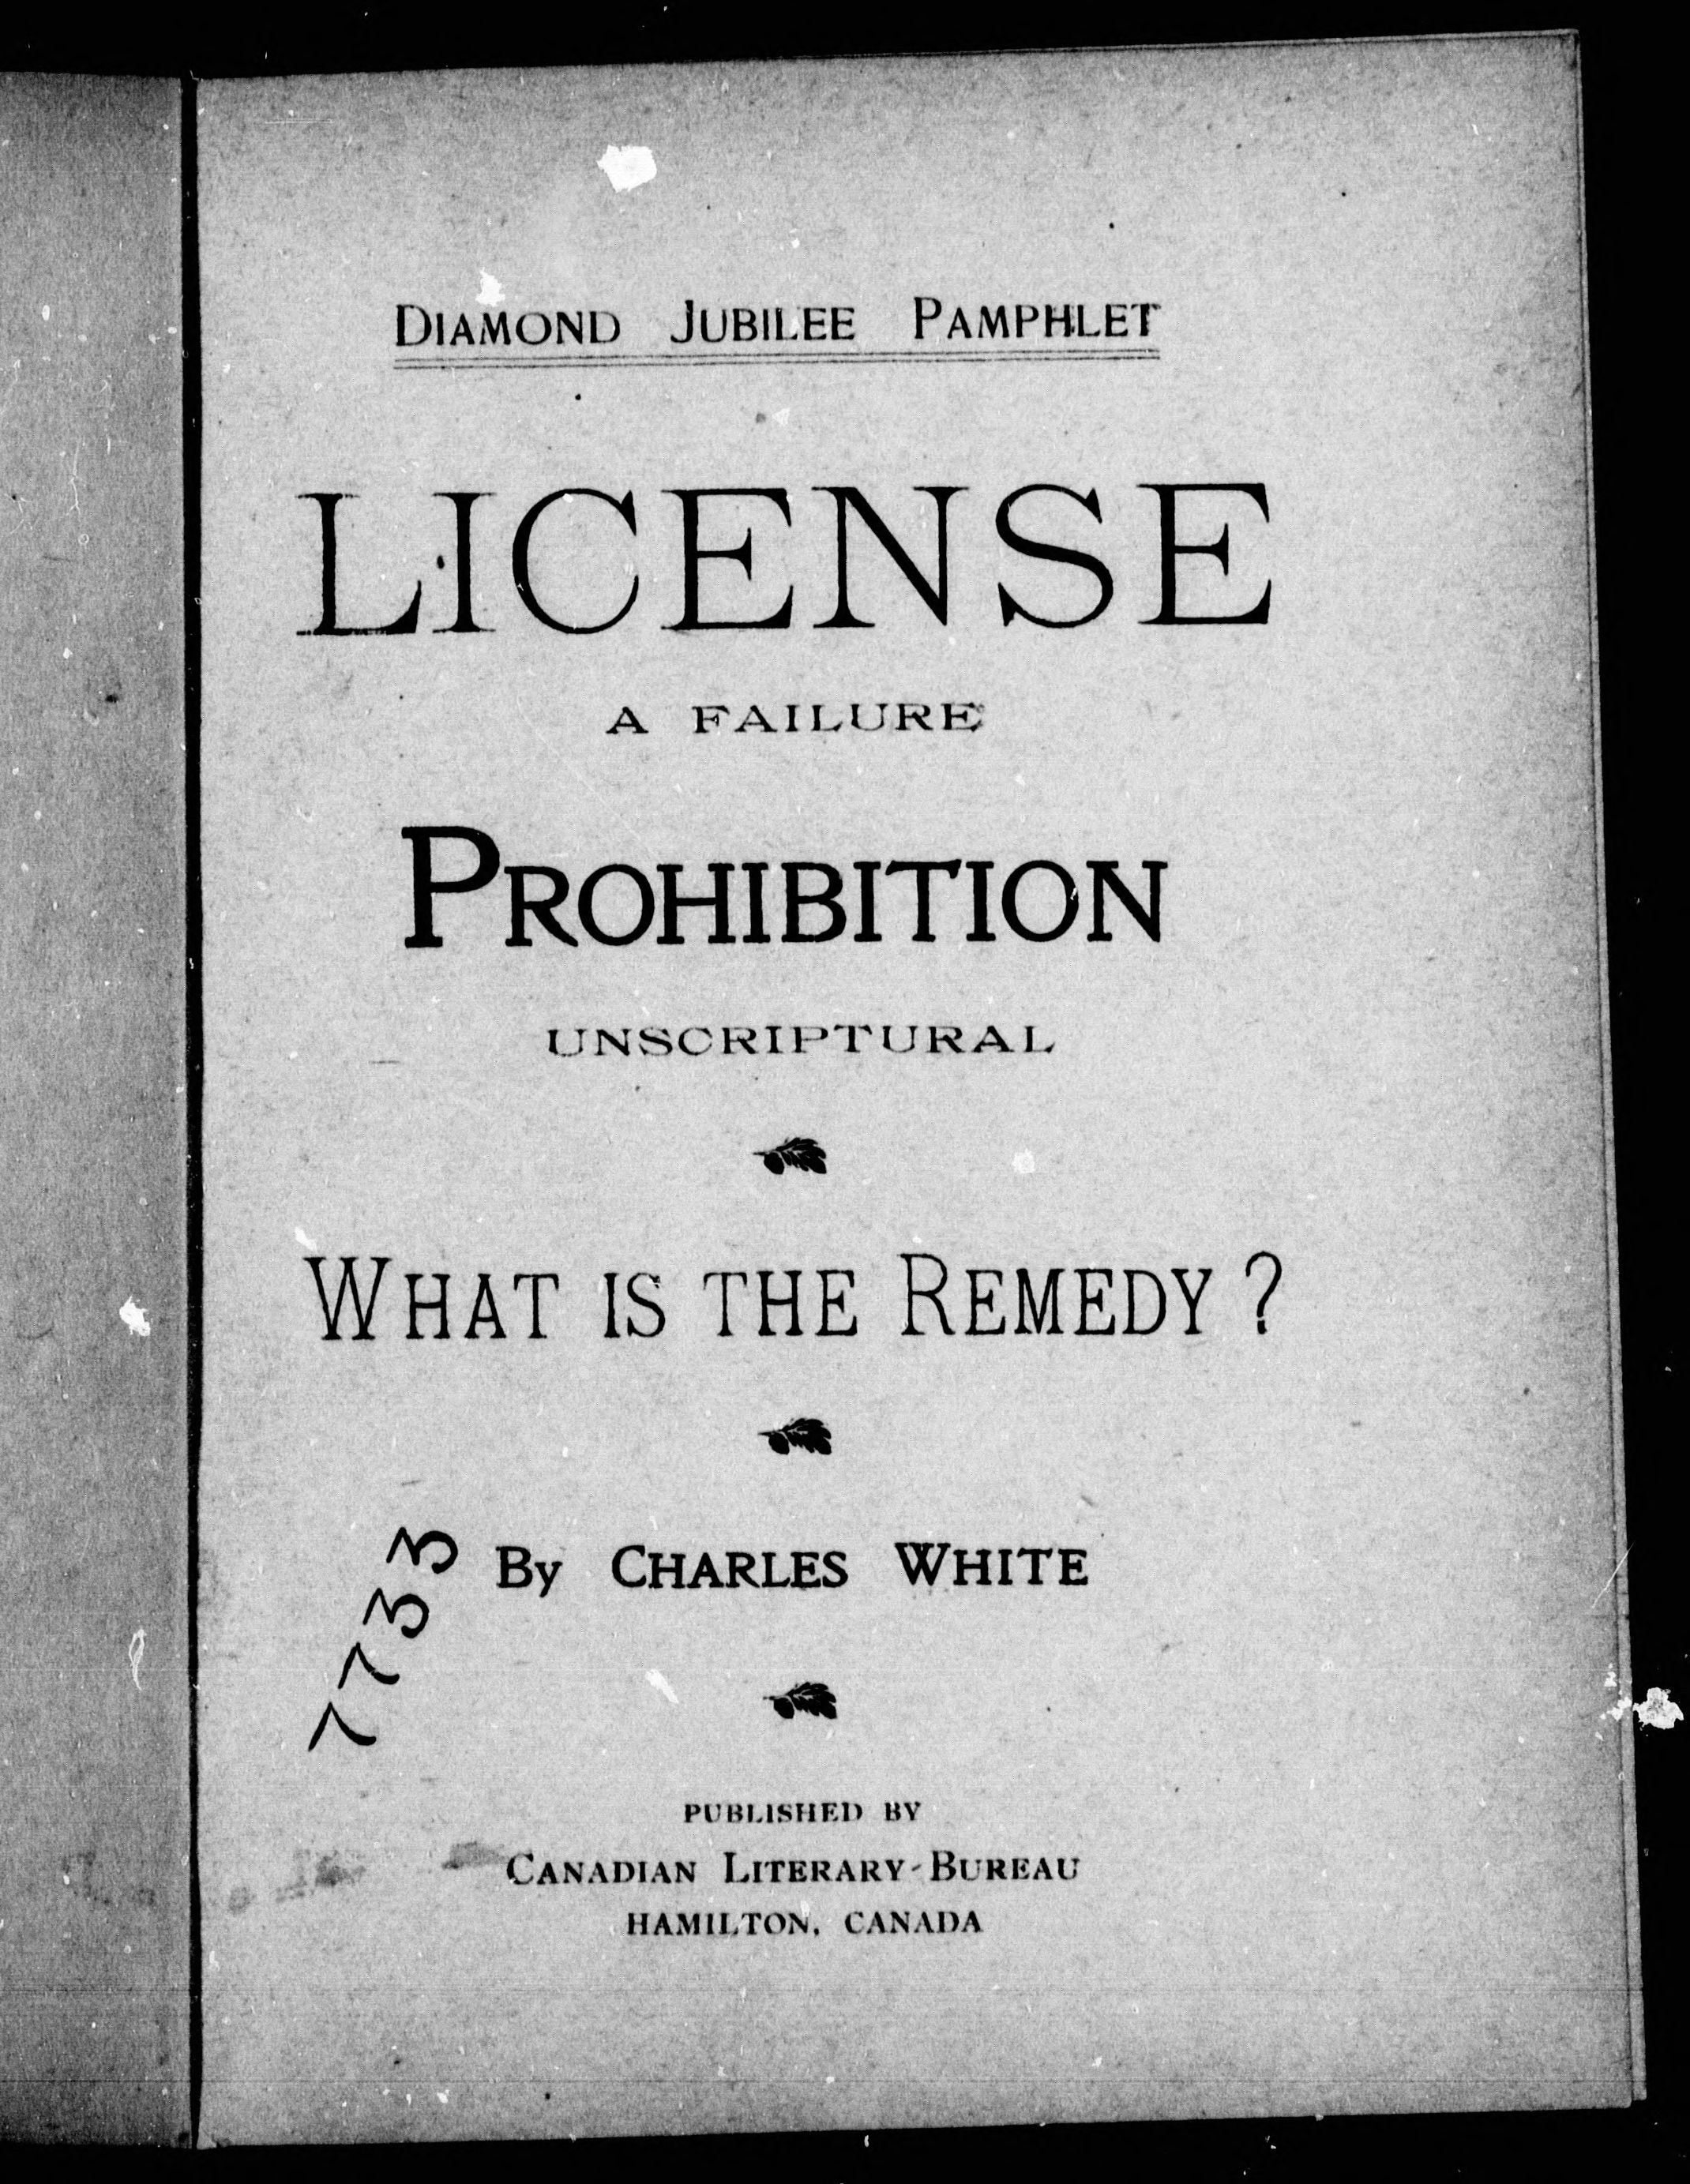 DIAMOND JUBILEE PAMPHLET
LICENSE
A FAILURE
PROHIBITION
UNSCRIPTURAL
WHAT IS THE REMEDY ?
By CHARLES WHITE
7733
PUBLISHED BY
CANADIAN LITERARY-BUREAU
HAMILTON, CANADA